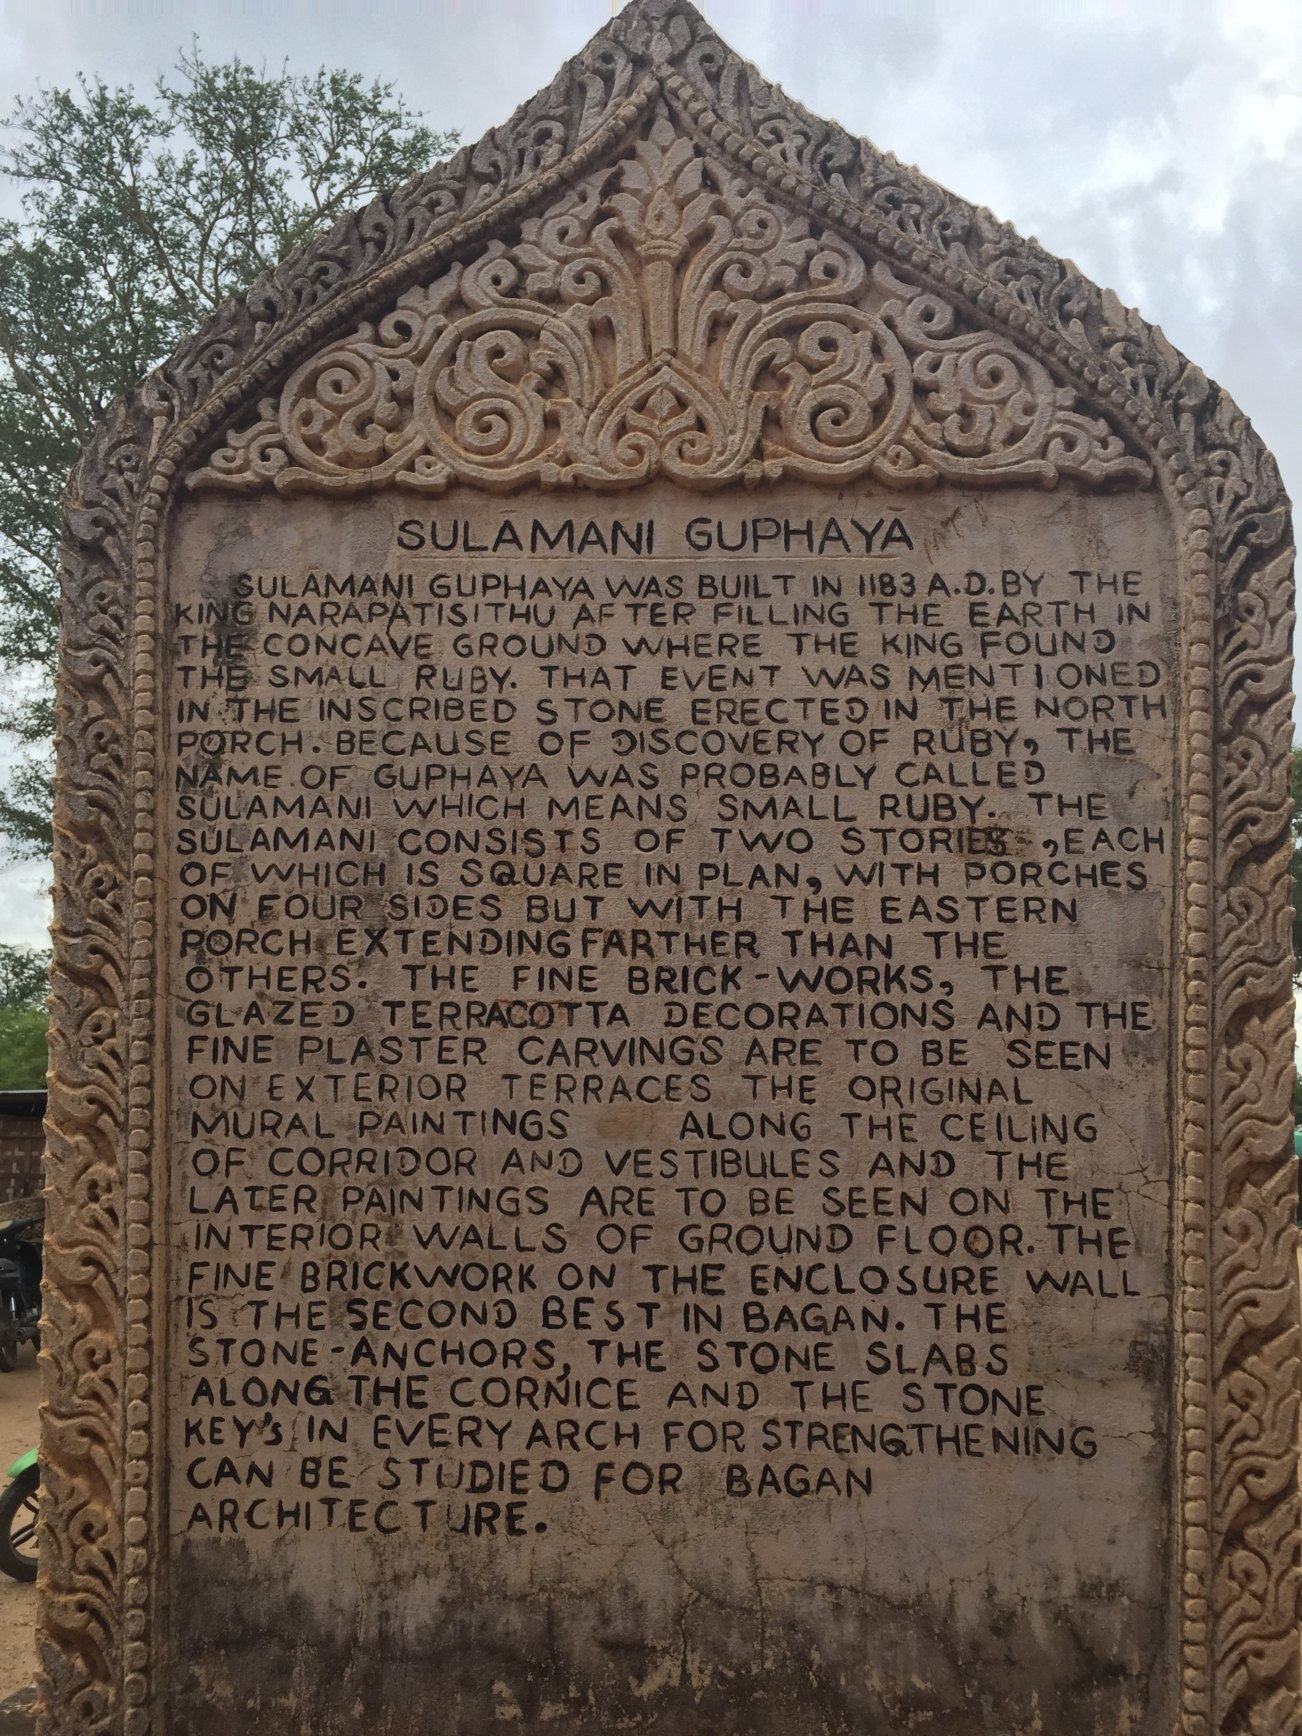 SULAMANI GUPHAYA
SULAMANI GUPHAYA WAS BUILT IN 1183 A.D. BY THE
KING NARAPATISITHU AFTER FILLING THE EARTH IN
THE CONCAVE GROUND WHERE THE KING FOUND
THE SMALL RUBY. THAT EVENT WAS MENTIONED
IN THE INSCRIBED STONE ERECTED IN THE NORTH
PORCH. BECAUSE OF DISCOVERY OF RUBY, THE
NAME OF GUPHAYA WAS PROBABLY CALLED
SULAMANI WHICH MEANS SMALL RUBY. THE
SULAMANI CONSISTS OF TWO STORIES, EACH
OF WHICH IS SQUARE IN PLAN, WITH PORCHES
ON FOUR SIDES BUT WITH THE EASTERN
PORCH EXTENDING FARTHER THAN THE
OTHERS. THE FINE BRICK-WORKS, THE
GLAZED TERRACOTTA DECORATIONS AND THE
FINE PLASTER CARVINGS ARE TO BE SEEN
ON EXTERIOR TERRACES THE ORIGINAL
MURAL PAINTINGS ALONG THE CEILING
OF CORRIDOR AND VESTIBULES AND THE
LATER PAINTINGS ARE TO BE SEEN ON THE
INTERIOR WALLS OF GROUND FLOOR. THE
FINE BRICKWORK ON THE ENCLOSURE WALL
IS THE SECOND BEST IN BAGAN. THE
STONE-ANCHORS, THE STONE SLABS
ALONG THE CORNICE AND THE STONE
KEY'S IN EVERY ARCH FOR STRENGTHENING
CAN BE STUDIED FOR BAGAN
ARCHITECTURE.